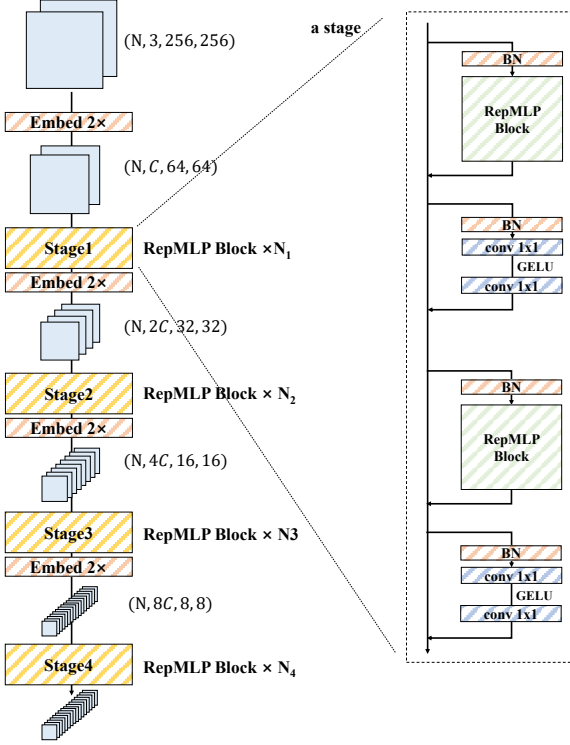 (N, 3, 256, 256)
Embed 2×
(N, C, 64, 64)
Stage1
RepMLP Block ×N₁
Embed 2×
(N, 2C, 32, 32)
Stage2
RepMLP Block × N₂
Embed 2×
(N, 4C, 16, 16)
Stage3
RepMLP Block × N3
Embed 2×
(N, 8C, 8, 8)
Stage4
RepMLP Block × N₄
a stage
BN
RepMLP
Block
BN
conv 1x1
GELU
conv 1x1
BN
RepMLP
Block
BN
conv 1x1
GELU
conv 1x1